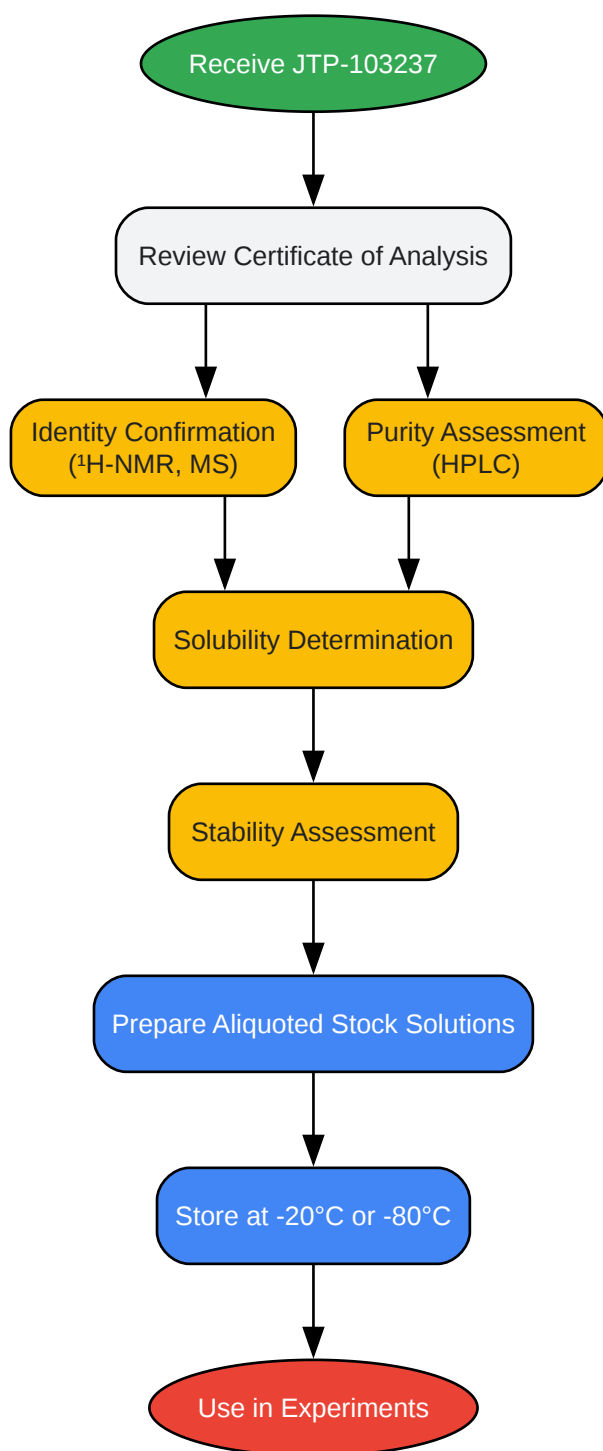 Receive JTP-103237
Review Certificate of Analysis
Identity Confirmation
(¹H-NMR, MS)
Purity Assessment
(HPLC)
Solubility Determination
Stability Assessment
Prepare Aliquoted Stock Solutions
Store at -20°C or -80°C
Use in Experiments